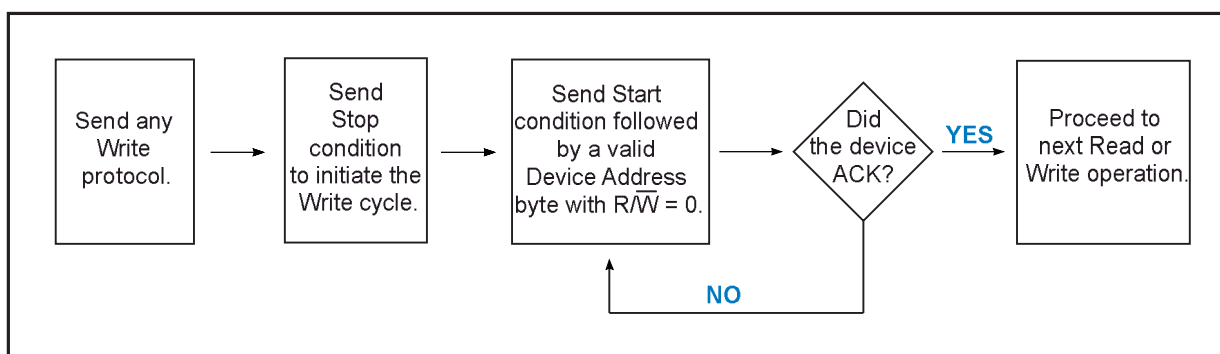 Send any
Write
protocol.
Send
Stop
condition
to initiate the
Write cycle.
Send Start
condition followed
by a valid
Device Address
byte with R/W̅ = 0.
Did
the device
ACK?
YES
NO
Proceed to
next Read or
Write operation.